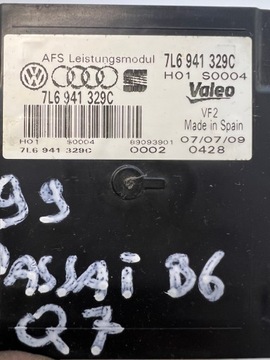 AFS Leistungsmodul 7L6 941 329C
H01 S0004
7L6 941 329C Valeo
VF2
Made in Spain
H01 S0004 89093901 07/07/09
7L6 941 329C 0002 0428
99
PASSAi B6
Q7